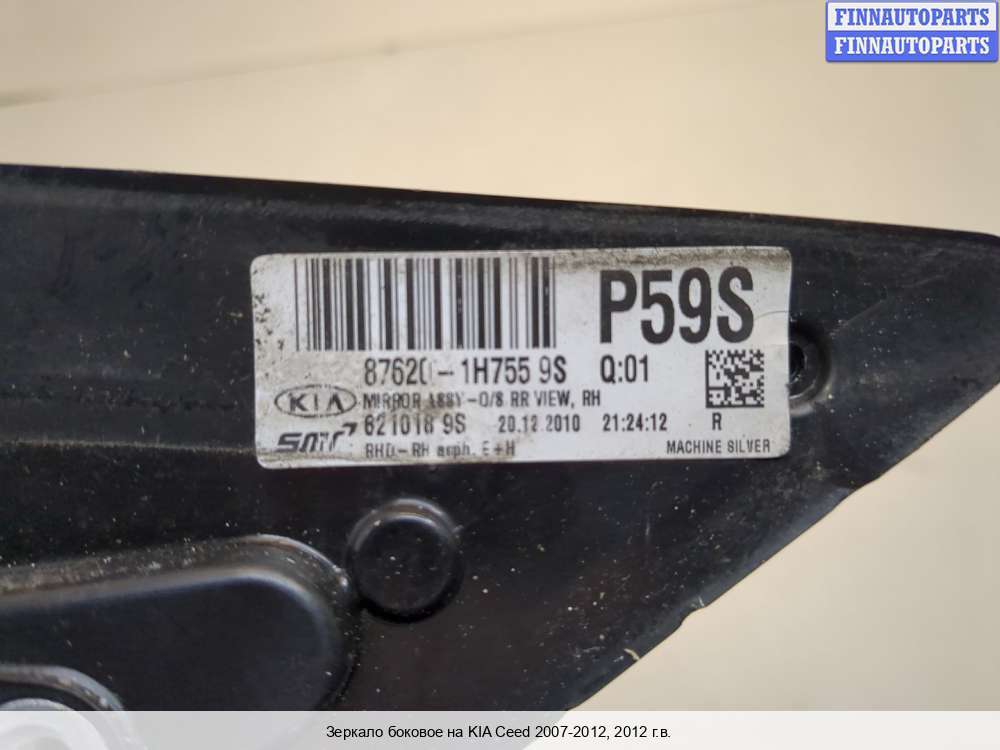 FINNAUTOPARTS
FINNAUTOPARTS
P59S
87620-1H755 9S Q:01
KIA MIRROR ASSY-O/S RR VIEW, RH
smr 621018 9S 20.12.2010 21:24:12 R
RHD-RH asph. E+H MACHINE SILVER
Зеркало боковое на KIA Ceed 2007-2012, 2012 г.в.